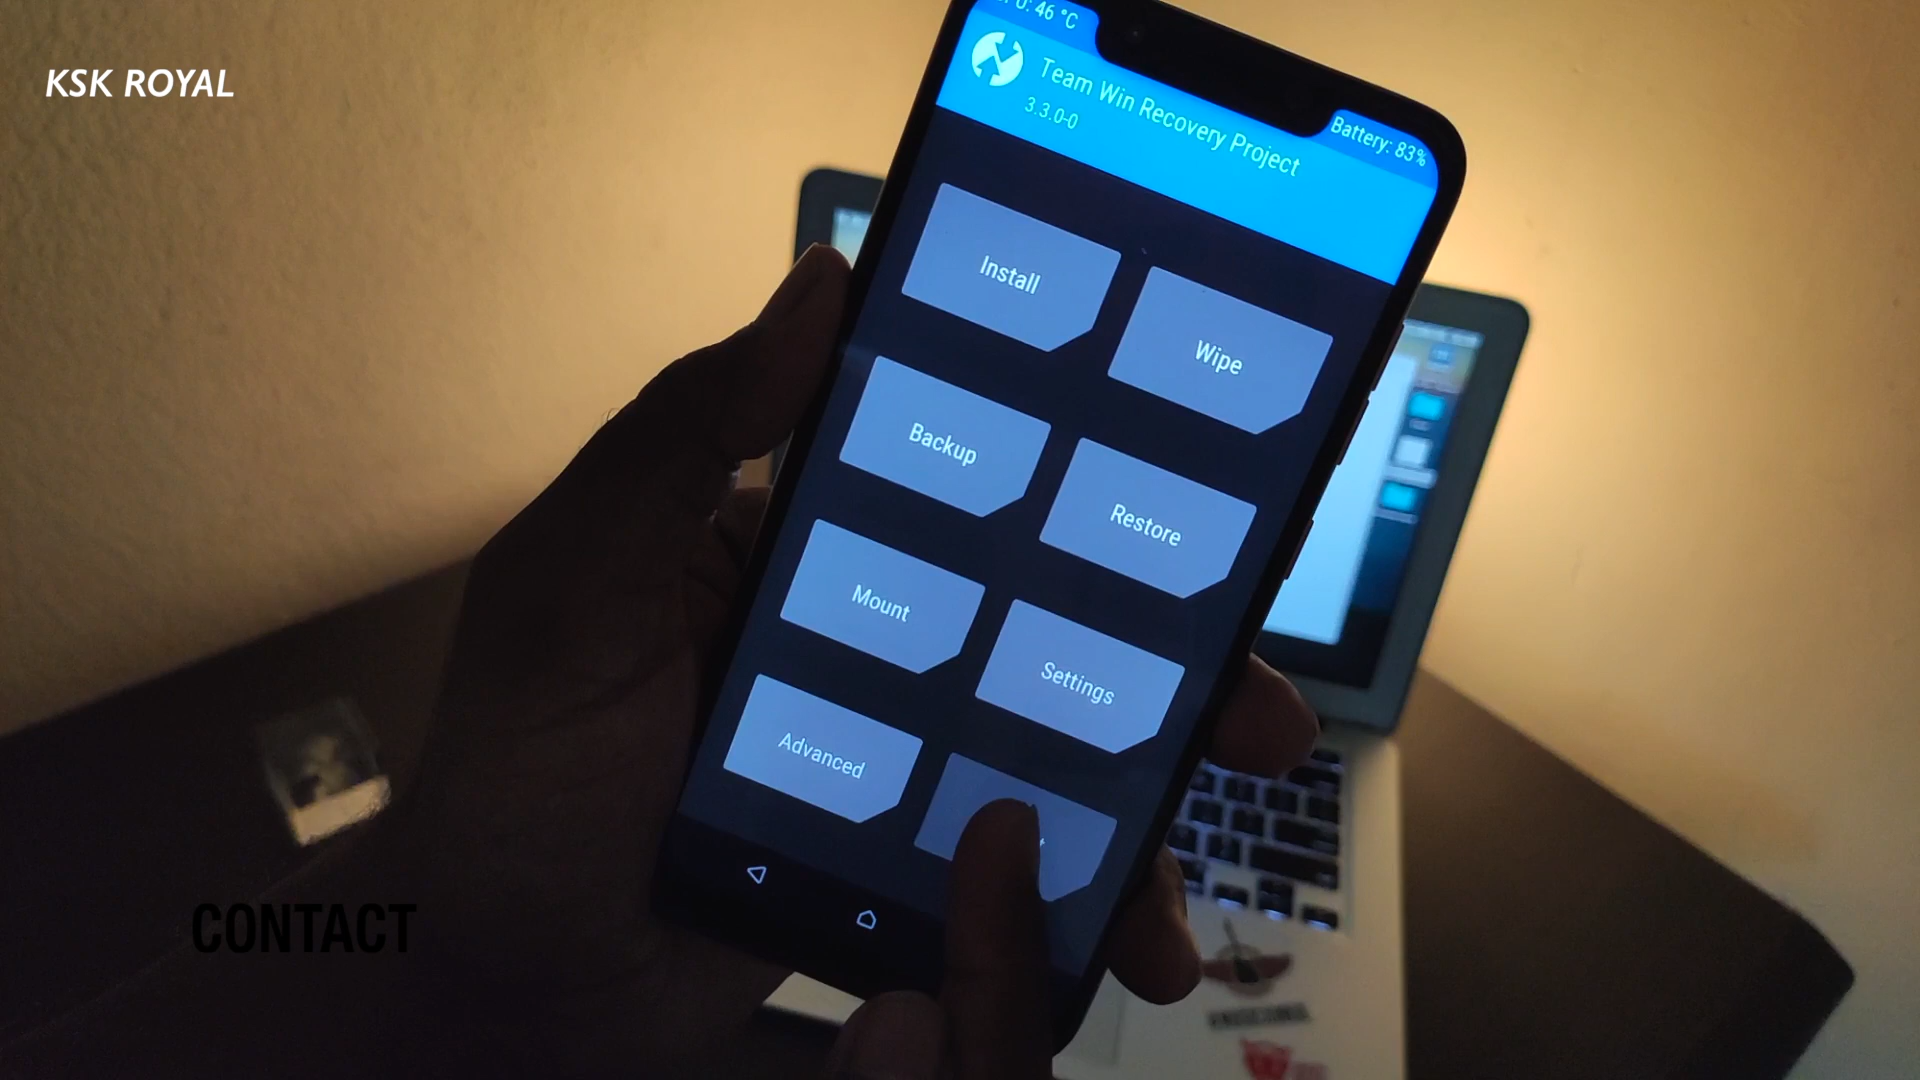 KSK ROYAL
: 46 °C
Team Win Recovery Project
3.3.0-0
Battery: 83%
Install
Wipe
Backup
Restore
Mount
Settings
Advanced
CONTACT